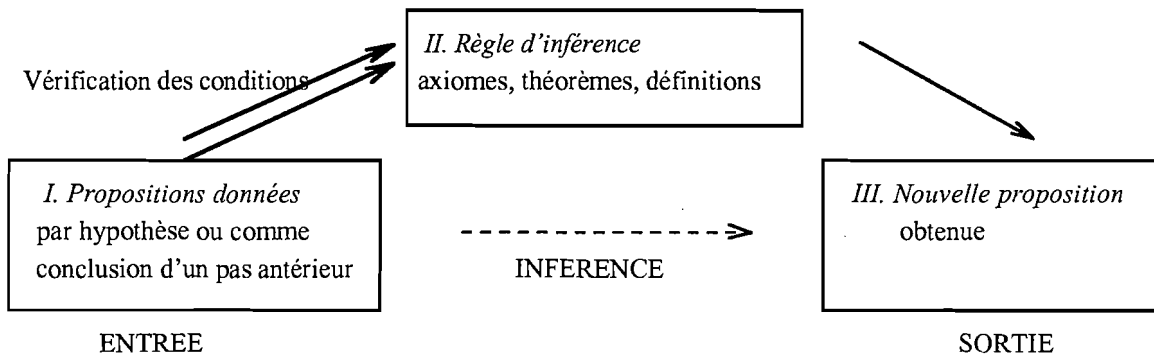 II. Règle d'inférence
axiomes, théorèmes, définitions
Vérification des conditions
I. Propositions données
par hypothèse ou comme
conclusion d'un pas antérieur
III. Nouvelle proposition
obtenue
INFERENCE
ENTREE
SORTIE